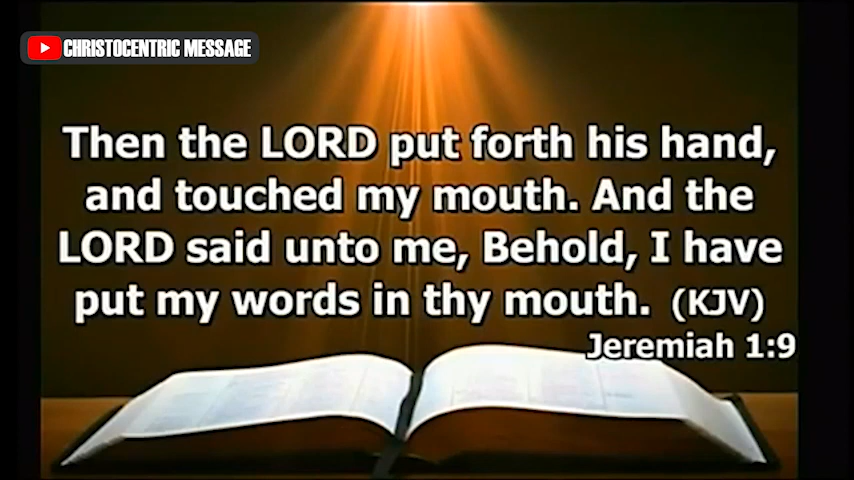 CHRISTOCENTRIC MESSAGE
Then the LORD put forth his hand,
and touched my mouth. And the
LORD said unto me, Behold, I have
put my words in thy mouth. (KJV)
Jeremiah 1:9